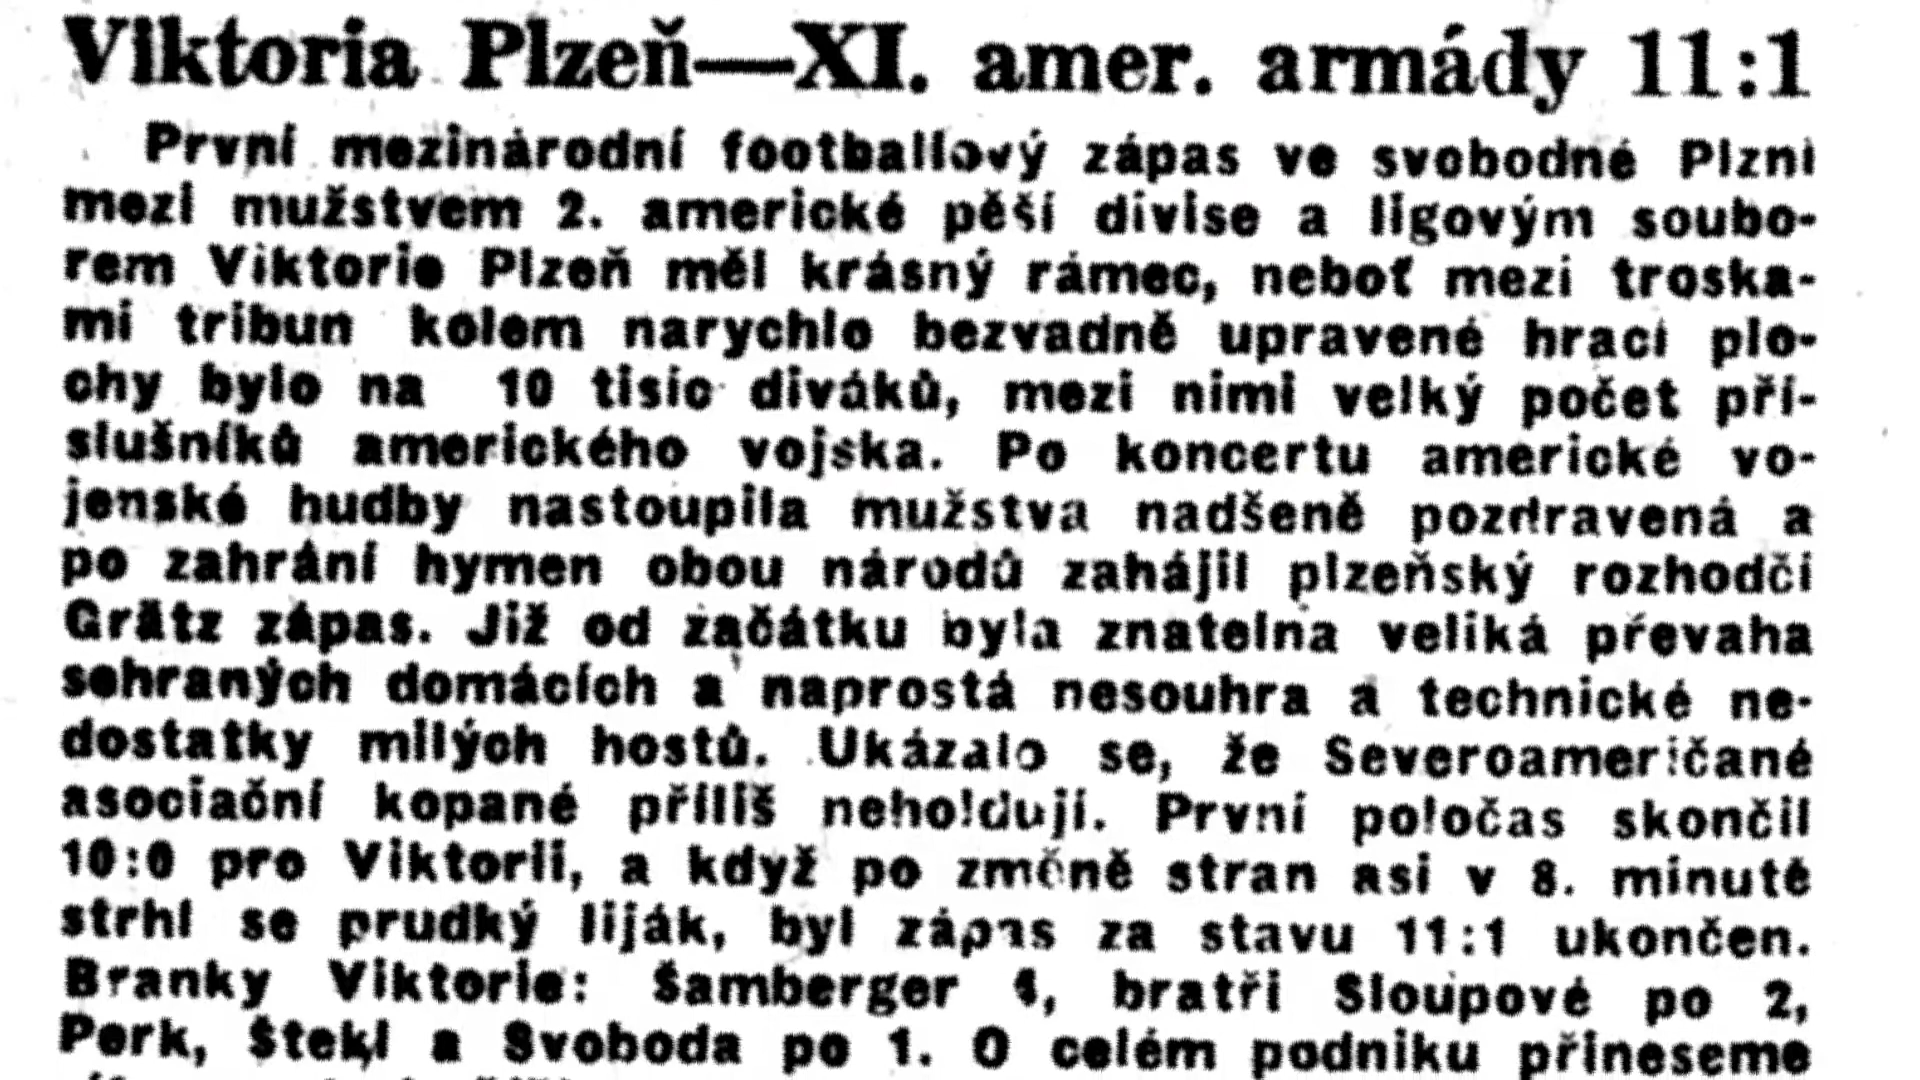 Viktoria Plzeň—XI. amer. armády 11:1
První mezinárodní footballový zápas ve svobodné Plzni
mezi mužstvem 2. americké pěší divise a ligovým soubo-
rem Viktorie Plzeň měl krásný rámec, neboť mezi troska-
mi tribun kolem narychlo bezvadně upravené hrací plo-
chy bylo na 10 tisíc diváků, mezi nimi velký počet pří-
slušníků amerického vojska. Po koncertu americké vo-
jenské hudby nastoupila mužstva nadšeně pozdravená a
po zahrání hymen obou národů zahájil plzeňský rozhodčí
Grätz zápas. Již od začátku byla znatelna veliká převaha
sehraných domácích a naprostá nesouhra a technické ne-
dostatky milých hostů. Ukázalo se, že Severoameričané
asociační kopané příliš neholdují. První poločas skončil
10:0 pro Viktorii, a když po změně stran asi v 8. minutě
strhl se prudký liják, byl zápas za stavu 11:1 ukončen.
Branky Viktorie: Šamberger 4, bratři Sloupové po 2,
Perk, Štekl a Svoboda po 1. O celém podniku přineseme